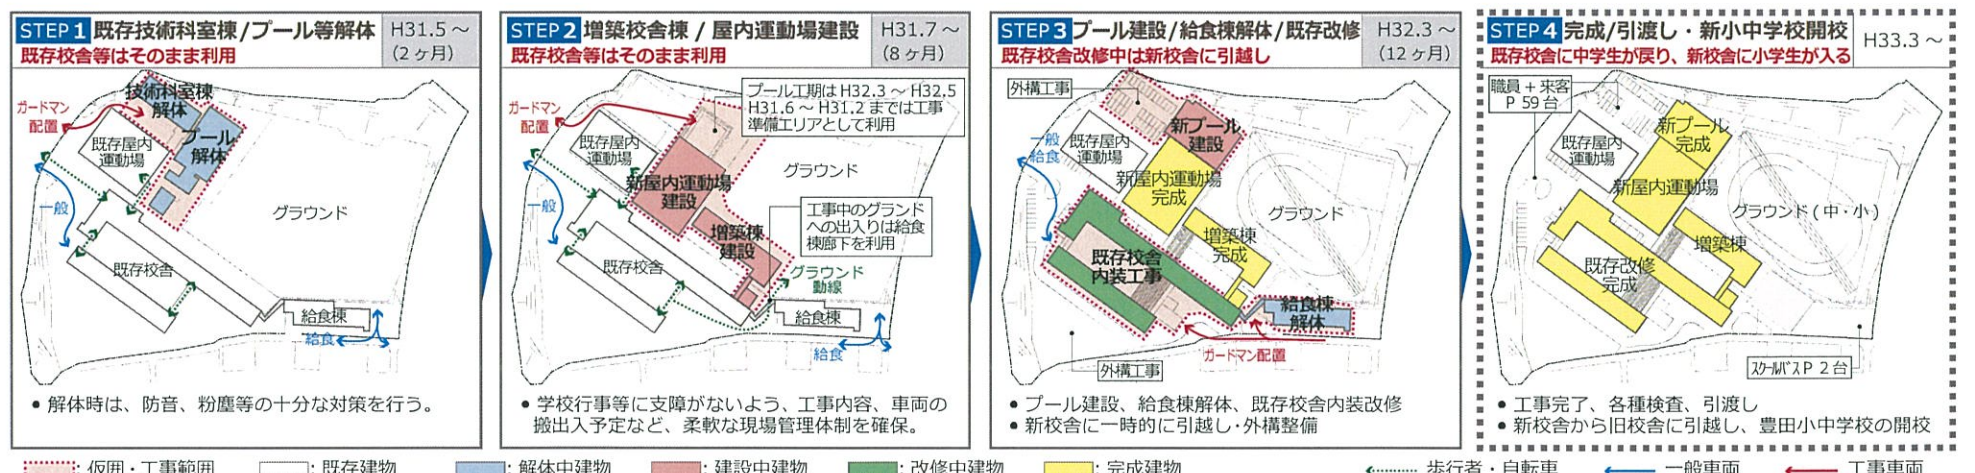 STEP 1 既存技術科室棟/プール等解体
既存校舎等はそのまま利用
H31.5～
(2ヶ月)
ガードマン
配置
技術科室棟
解体
プール
解体
既存屋内
運動場
一般
グラウンド
既存校舎
給食棟
給食
• 解体時は、防音、粉塵等の十分な対策を行う。
STEP 2 増築校舎棟 / 屋内運動場建設
既存校舎等はそのまま利用
H31.7～
(8ヶ月)
ガードマン
配置
プール工期は H32.3 ～ H32.5
H31.6 ～ H31.2 までは工事
準備エリアとして利用
既存屋内
運動場
グラウンド
新屋内運動場
建設
一般
工事中のグランド
への出入りは給食
棟廊下を利用
増築棟
建設
既存校舎
グラウンド
動線
給食棟
給食
• 学校行事等に支障がないよう、工事内容、車両の
搬出入予定など、柔軟な現場管理体制を確保。
STEP 3 プール建設/給食棟解体/既存改修
既存校舎改修中は新校舎に引越し
H32.3～
(12ヶ月)
外構工事
一般
給食
既存屋内
運動場
新プール
建設
新屋内運動場
完成
グラウンド
増築棟
完成
既存校舎
内装工事
給食棟
解体
ガードマン配置
外構工事
• プール建設、給食棟解体、既存校舎内装改修
• 新校舎に一時的に引越し・外構整備
STEP 4 完成/引渡し・新小中学校開校
既存校舎に中学生が戻り、新校舎に小学生が入る
H33.3～
職員＋来客
P 59台
既存屋内
運動場
新プール
完成
新屋内運動場
グラウンド(中・小)
増築棟
既存改修
完成
スクールバスP 2台
• 工事完了、各種検査、引渡し
• 新校舎から旧校舎に引越し、豊田小中学校の開校
：仮囲・工事範囲
：既存建物
：解体中建物
：建設中建物
：改修中建物
：完成建物
歩行者・自転車
一般車両
工事車両